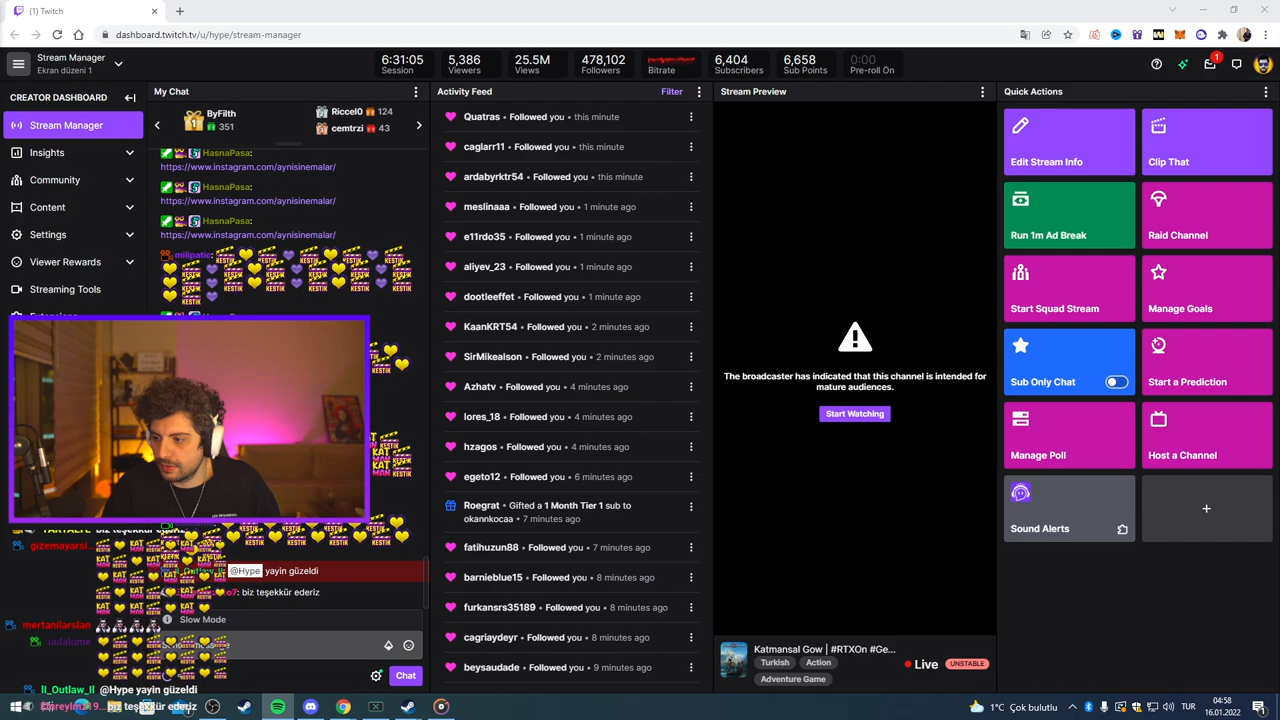 (1) Twitch
dashboard.twitch.tv/u/hype/stream-manager
Stream Manager
Ekran düzeni 1
6:31:05
Session
5,386
Viewers
25.5M
Views
478,102
Followers
Bitrate
6,404
Subscribers
6,658
Sub Points
0:00
Pre-roll On
1
CREATOR DASHBOARD
Stream Manager
Insights
Community
Content
Settings
Viewer Rewards
Streaming Tools
My Chat
1
ByFilth
351
Riccel0 124
cemtrzi 43
HasnaPasa:
https://www.instagram.com/aynisinemalar/
HasnaPasa:
https://www.instagram.com/aynisinemalar/
HasnaPasa:
https://www.instagram.com/aynisinemalar/
milipatic:
KESTIK
@Hype yayin güzeldi
biz teşekkür ederiz
Slow Mode
Chat
biz teşekkür ederiz
gizemayarsi...
mertanilarslan
uulalume
II_Outlaw_II @Hype yayin güzeldi
biz teşekkür ederiz
Activity Feed
Filter
Quatras • Followed you • this minute
caglarr11 • Followed you • this minute
ardabyrktr54 • Followed you • this minute
meslinaaa • Followed you • 1 minute ago
e11rdo35 • Followed you • 1 minute ago
aliyev_23 • Followed you • 1 minute ago
dootleeffet • Followed you • 1 minute ago
KaanKRT54 • Followed you • 2 minutes ago
SirMikealson • Followed you • 2 minutes ago
Azhatv • Followed you • 4 minutes ago
lores_18 • Followed you • 4 minutes ago
hzagos • Followed you • 4 minutes ago
egeto12 • Followed you • 6 minutes ago
Roegrat • Gifted a 1 Month Tier 1 sub to
okannkocaa • 7 minutes ago
fatihuzun88 • Followed you • 7 minutes ago
barnieblue15 • Followed you • 8 minutes ago
furkansrs35189 • Followed you • 8 minutes ago
cagriaydeyr • Followed you • 8 minutes ago
beysaudade • Followed you • 9 minutes ago
Stream Preview
The broadcaster has indicated that this channel is intended for
mature audiences.
Start Watching
Katmansal Gow | #RTXOn #Ge...
Turkish
Action
Adventure Game
Live
UNSTABLE
Quick Actions
Edit Stream Info
Clip That
Run 1m Ad Break
Raid Channel
Start Squad Stream
Manage Goals
Sub Only Chat
Start a Prediction
Manage Poll
Host a Channel
Sound Alerts
1°C Çok bulutlu
TUR
04:58
16.01.2022